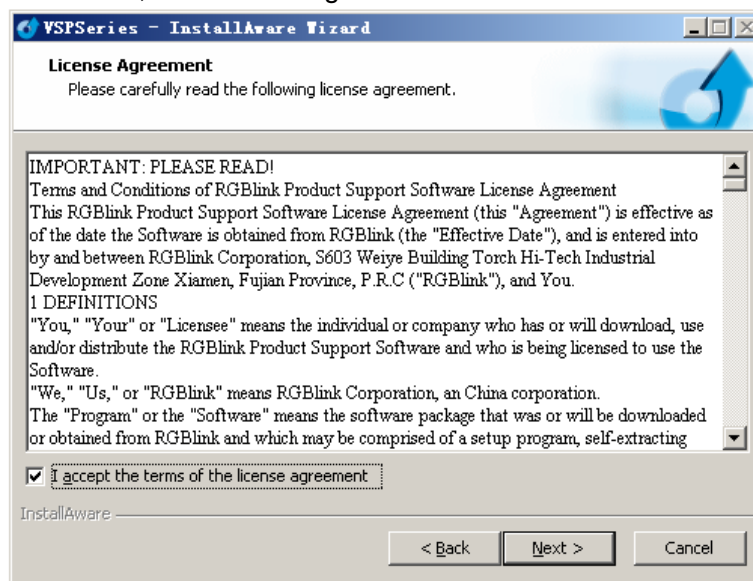 VSPSeries - InstallAware Wizard
License Agreement
Please carefully read the following license agreement.
IMPORTANT: PLEASE READ!
Terms and Conditions of RGBlink Product Support Software License Agreement
This RGBlink Product Support Software License Agreement (this "Agreement") is effective as
of the date the Software is obtained from RGBlink (the "Effective Date"), and is entered into
by and between RGBlink Corporation, S603 Weiye Building Torch Hi-Tech Industrial
Development Zone Xiamen, Fujian Province, P.R.C ("RGBlink"), and You.
1 DEFINITIONS
"You," "Your" or "Licensee" means the individual or company who has or will download, use
and/or distribute the RGBlink Product Support Software and who is being licensed to use the
Software.
"We," "Us," or "RGBlink" means RGBlink Corporation, an China corporation.
The "Program" or the "Software" means the software package that was or will be downloaded
or obtained from RGBlink and which may be comprised of a setup program, self-extracting
I accept the terms of the license agreement
InstallAware
< Back Next > Cancel